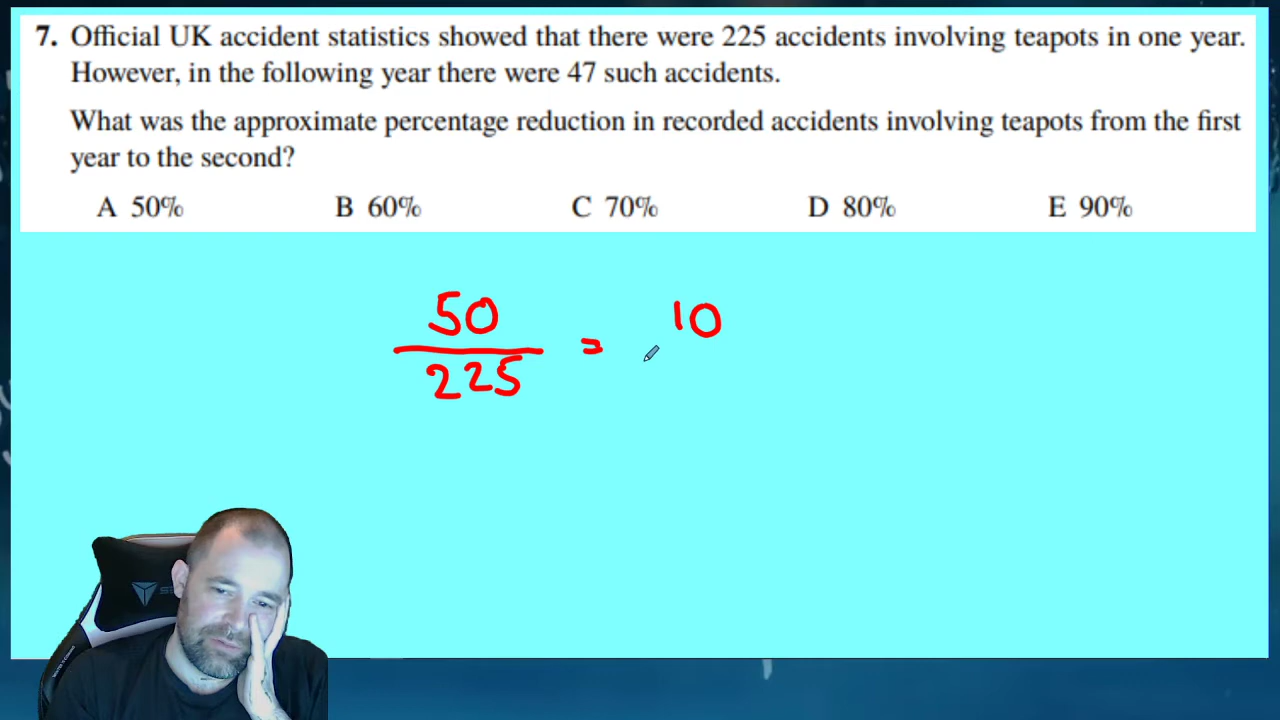 7. Official UK accident statistics showed that there were 225 accidents involving teapots in one year.
However, in the following year there were 47 such accidents.
What was the approximate percentage reduction in recorded accidents involving teapots from the first
year to the second?
A 50% B 60% C 70% D 80% E 90%
50 = 10
225